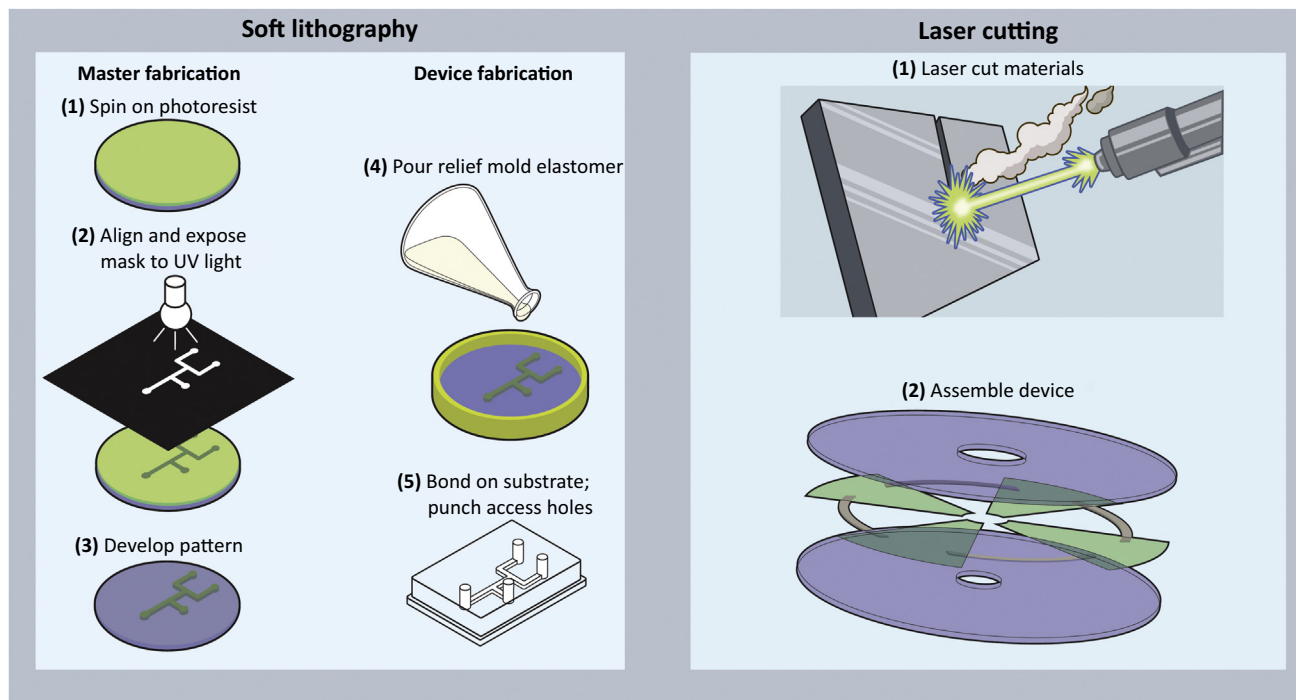 Soft lithography
Master fabrication
(1) Spin on photoresist
(2) Align and expose
mask to UV light
(3) Develop pattern
Device fabrication
(4) Pour relief mold elastomer
(5) Bond on substrate;
punch access holes
Laser cutting
(1) Laser cut materials
(2) Assemble device